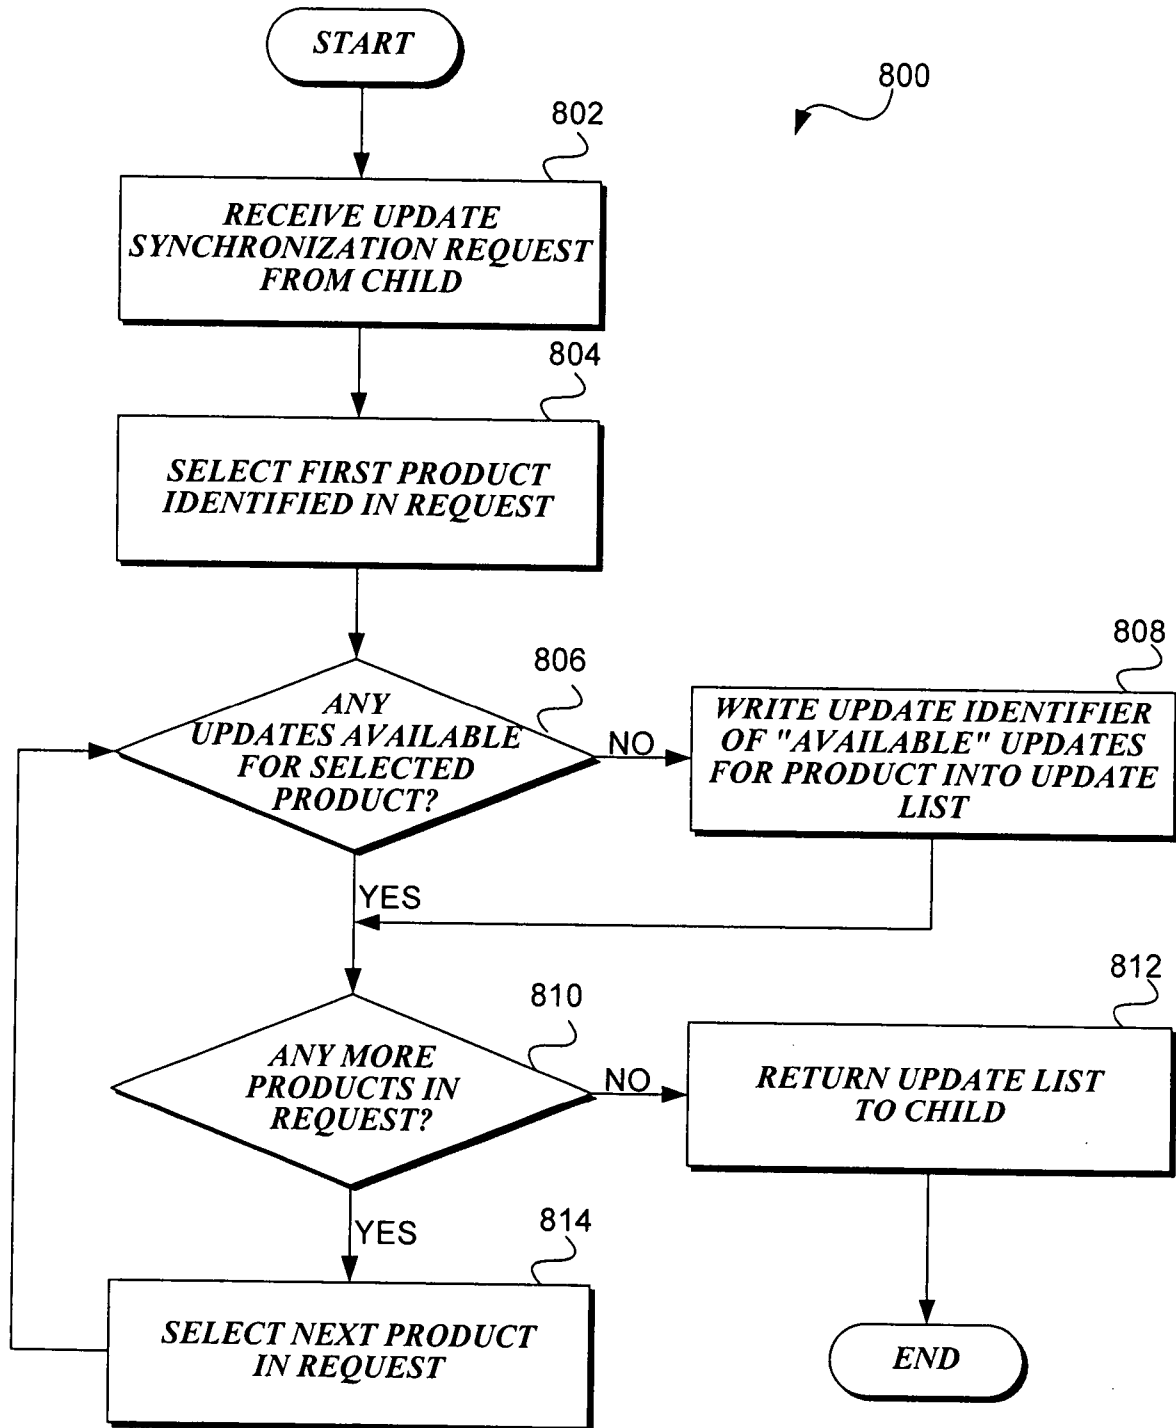 START
800
802
RECEIVE UPDATE
SYNCHRONIZATION REQUEST
FROM CHILD
804
SELECT FIRST PRODUCT
IDENTIFIED IN REQUEST
806
ANY
UPDATES AVAILABLE
FOR SELECTED
PRODUCT?
NO
808
WRITE UPDATE IDENTIFIER
OF "AVAILABLE" UPDATES
FOR PRODUCT INTO UPDATE
LIST
YES
810
ANY MORE
PRODUCTS IN
REQUEST?
NO
812
RETURN UPDATE LIST
TO CHILD
YES
814
SELECT NEXT PRODUCT
IN REQUEST
END